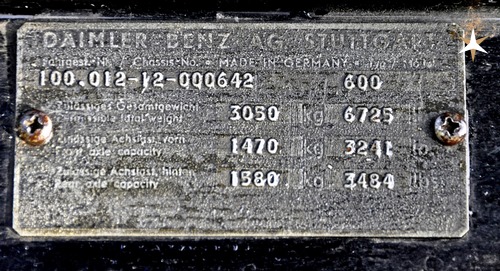 DAIMLER-BENZ AG STUTTGART
Fahrgest.-Nr. / Chassis-No. • MADE IN GERMANY • Typ /
100.012-12-000642 600
Zulässiges Gesamtgewicht 3050 kg 6725
Permissible total weight
Zulässige Achslast, vorn 1470 kg 3241
Front axle capacity
Zulässige Achslast, hinten 1580 kg 3484 lbs.
Rear axle capacity